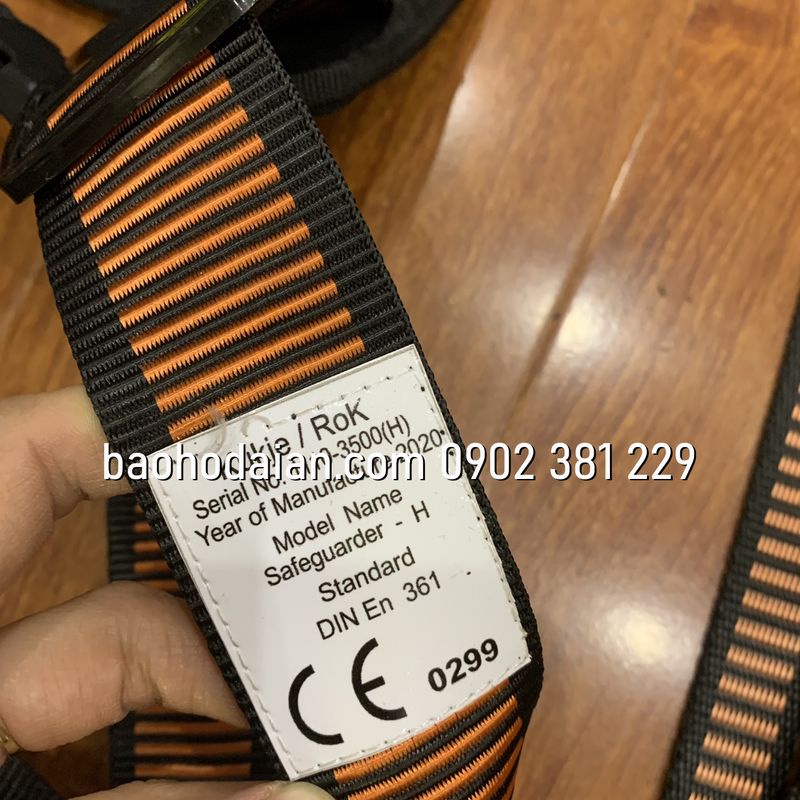 / RoK
Serial No. -3500(H)
Year of Manufac 2020
baohodaian.com 0902 381 229
Model Name
Safeguarder - H
Standard
DIN En 361
CE 0299